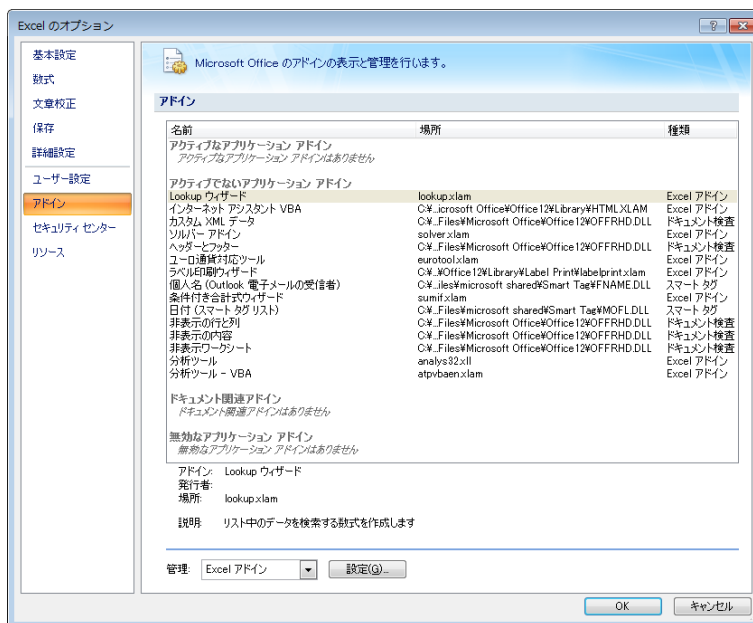 Excel のオプション
基本設定
数式
文章校正
保存
詳細設定
ユーザー設定
アドイン
セキュリティ センター
リソース
Microsoft Office のアドインの表示と管理を行います。
アドイン
名前 場所 種類
アクティブなアプリケーション アドイン
アクティブなアプリケーション アドインはありません
アクティブでないアプリケーション アドイン
Lookup ウィザード lookup.xlam Excel アドイン
インターネット アシスタント VBA C:¥...icrosoft Office¥Office12¥Library¥HTML.XLAM Excel アドイン
カスタム XML データ C:¥...Files¥Microsoft Office¥Office12¥OFFRHD.DLL ドキュメント検査
ソルバー アドイン solver.xlam Excel アドイン
ヘッダーとフッター C:¥...Files¥Microsoft Office¥Office12¥OFFRHD.DLL ドキュメント検査
ユーロ通貨対応ツール eurotool.xlam Excel アドイン
ラベル印刷ウィザード C:¥...¥Office12¥Library¥Label Print¥labelprint.xlam Excel アドイン
個人名 (Outlook 電子メールの受信者) C:¥...iles¥microsoft shared¥Smart Tag¥FNAME.DLL スマート タグ
条件付き合計式ウィザード sumif.xlam Excel アドイン
日付 (スマート タグ リスト) C:¥...Files¥microsoft shared¥Smart Tag¥MOFL.DLL スマート タグ
非表示の行と列 C:¥...Files¥Microsoft Office¥Office12¥OFFRHD.DLL ドキュメント検査
非表示の内容 C:¥...Files¥Microsoft Office¥Office12¥OFFRHD.DLL ドキュメント検査
非表示ワークシート C:¥...Files¥Microsoft Office¥Office12¥OFFRHD.DLL ドキュメント検査
分析ツール analys32.xll Excel アドイン
分析ツール - VBA atpvbaen.xlam Excel アドイン
ドキュメント関連アドイン
ドキュメント関連アドインはありません
無効なアプリケーション アドイン
無効なアプリケーション アドインはありません
アドイン: Lookup ウィザード
発行者:
場所: lookup.xlam
説明: リスト中のデータを検索する数式を作成します
管理: Excel アドイン 設定(G)...
OK キャンセル